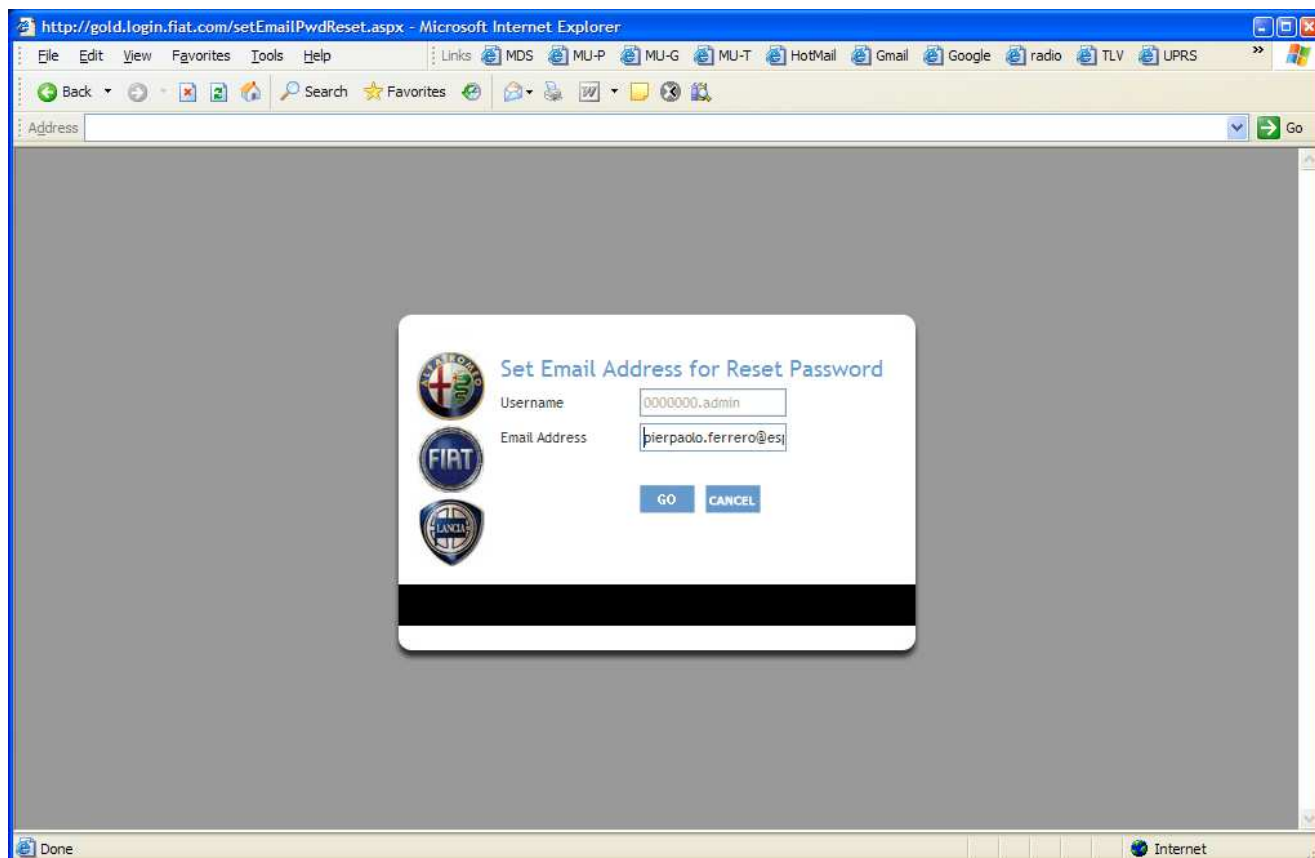 http://gold.login.fiat.com/setEmailPwdReset.aspx - Microsoft Internet Explorer
File Edit View Favorites Tools Help Links MDS MU-P MU-G MU-T HotMail Gmail Google radio TLV UPRS »
Back Search Favorites
Address Go
Set Email Address for Reset Password
ALFA ROMEO
Username 0000000.admin
Email Address pierpaolo.ferrero@esp
FIAT
GO CANCEL
LANCIA
Done Internet